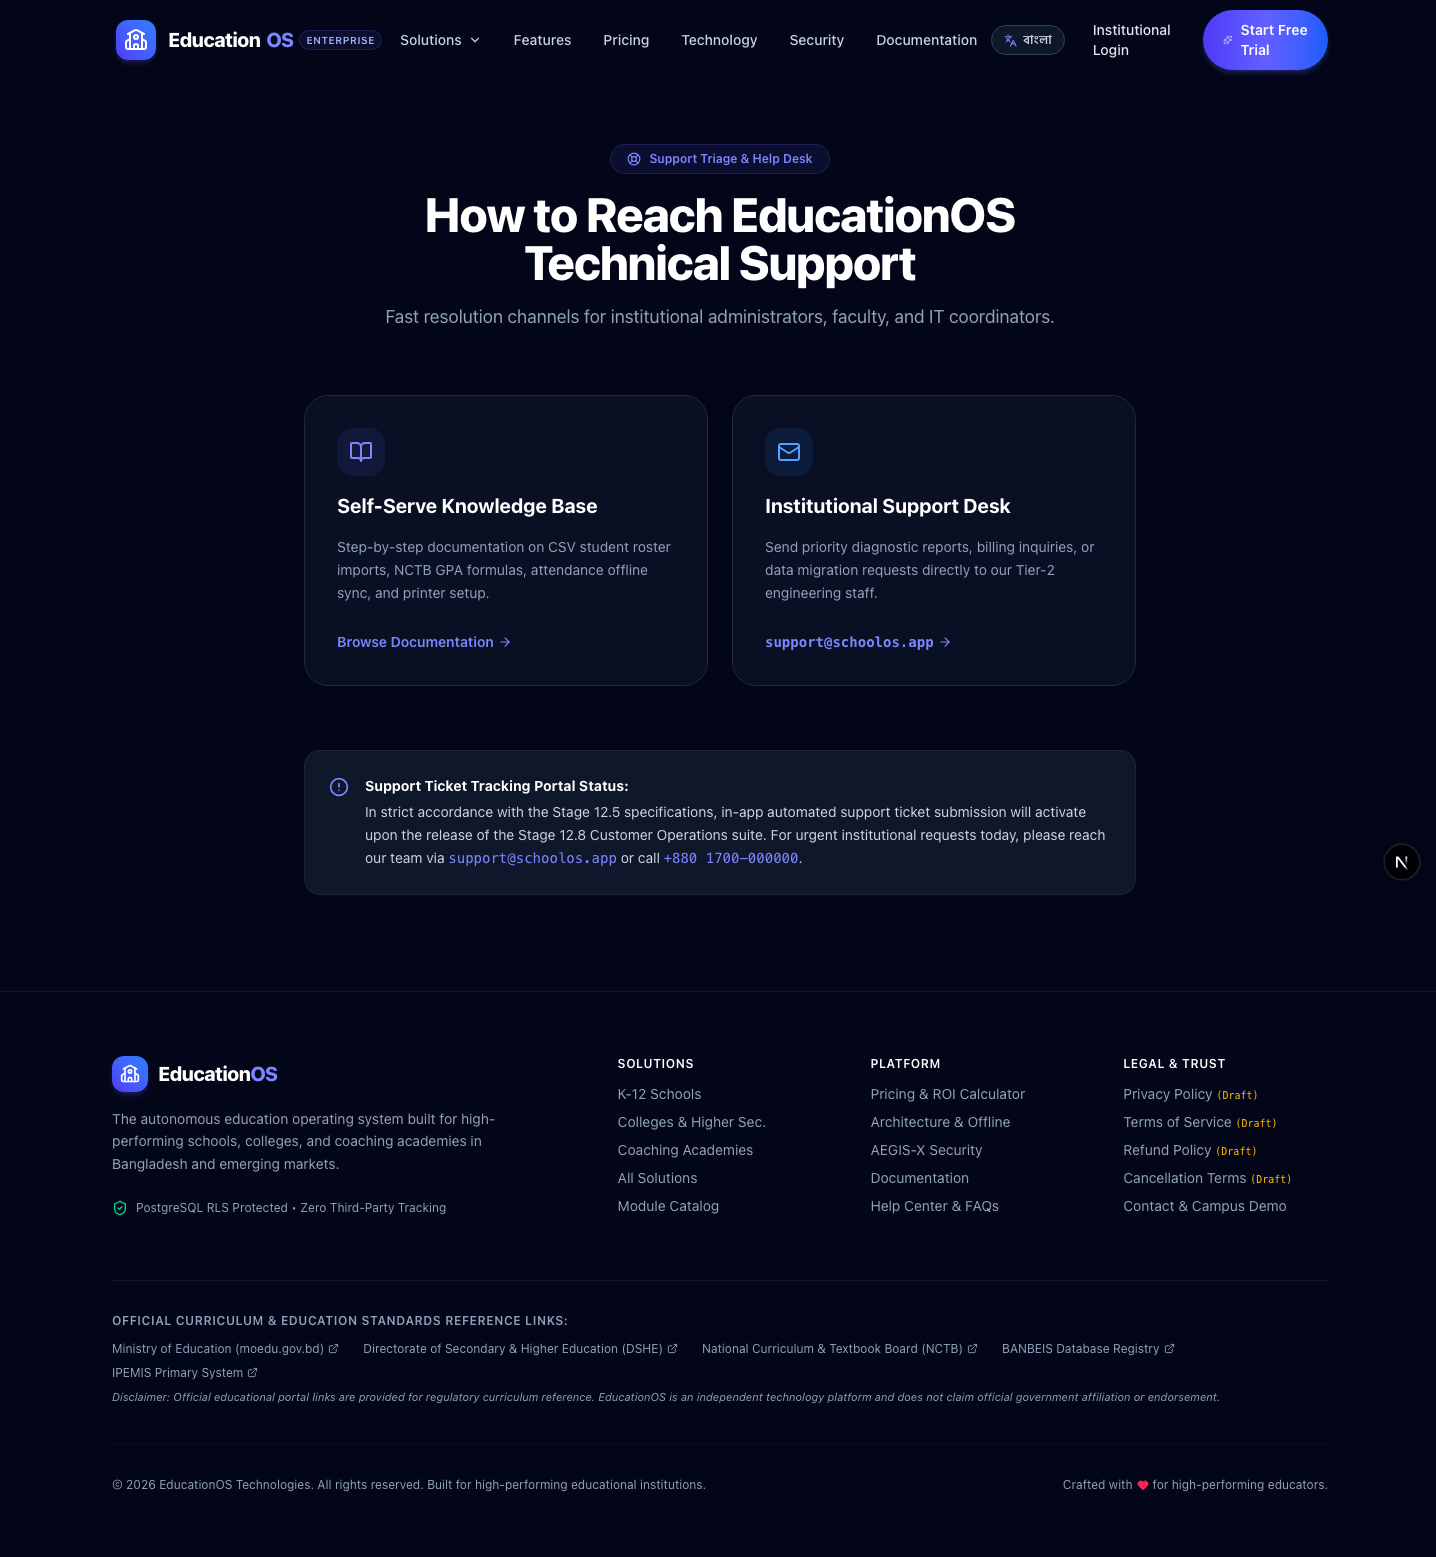 Education OS ENTERPRISE
Solutions
Features
Pricing
Technology
Security
Documentation
বাংলা
Institutional
Login
Start Free
Trial
Support Triage & Help Desk
How to Reach EducationOS
Technical Support
Fast resolution channels for institutional administrators, faculty, and IT coordinators.
Self-Serve Knowledge Base
Step-by-step documentation on CSV student roster
imports, NCTB GPA formulas, attendance offline
sync, and printer setup.
Browse Documentation
Institutional Support Desk
Send priority diagnostic reports, billing inquiries, or
data migration requests directly to our Tier-2
engineering staff.
support@schoolos.app
Support Ticket Tracking Portal Status:
In strict accordance with the Stage 12.5 specifications, in-app automated support ticket submission will activate
upon the release of the Stage 12.8 Customer Operations suite. For urgent institutional requests today, please reach
our team via support@schoolos.app or call +880 1700-000000.
N
EducationOS
The autonomous education operating system built for high-
performing schools, colleges, and coaching academies in
Bangladesh and emerging markets.
PostgreSQL RLS Protected • Zero Third-Party Tracking
SOLUTIONS
K-12 Schools
Colleges & Higher Sec.
Coaching Academies
All Solutions
Module Catalog
PLATFORM
Pricing & ROI Calculator
Architecture & Offline
AEGIS-X Security
Documentation
Help Center & FAQs
LEGAL & TRUST
Privacy Policy (Draft)
Terms of Service (Draft)
Refund Policy (Draft)
Cancellation Terms (Draft)
Contact & Campus Demo
OFFICIAL CURRICULUM & EDUCATION STANDARDS REFERENCE LINKS:
Ministry of Education (moedu.gov.bd)
Directorate of Secondary & Higher Education (DSHE)
National Curriculum & Textbook Board (NCTB)
BANBEIS Database Registry
IPEMIS Primary System
Disclaimer: Official educational portal links are provided for regulatory curriculum reference. EducationOS is an independent technology platform and does not claim official government affiliation or endorsement.
© 2026 EducationOS Technologies. All rights reserved. Built for high-performing educational institutions.
Crafted with ❤ for high-performing educators.